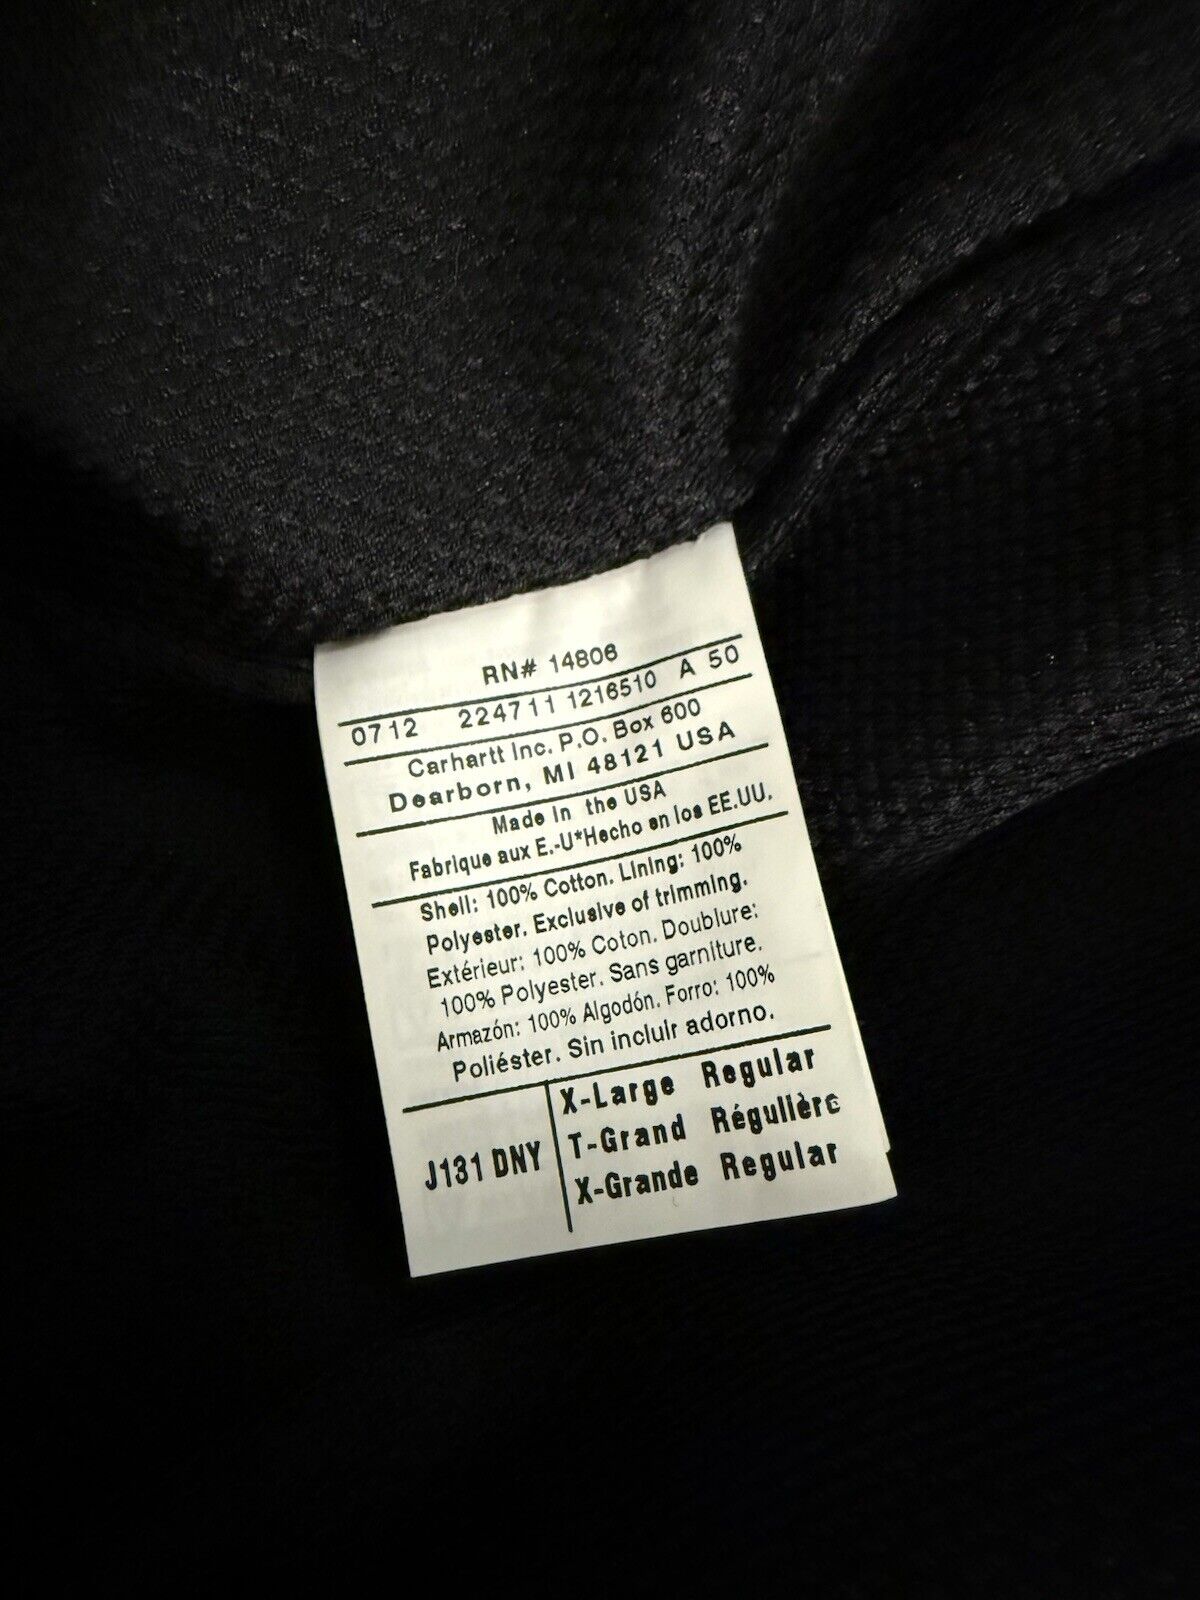 RN# 14806
0712 224711 1216510 A 50
Carhartt Inc. P.O. Box 600
Dearborn, MI 48121 USA
Made in the USA
Fabrique aux E.-U*Hecho en los EE.UU.
Shell: 100% Cotton. Lining: 100%
Polyester. Exclusive of trimming.
Extérieur: 100% Coton. Doublure:
100% Polyester. Sans garniture.
Armazón: 100% Algodón. Forro: 100%
Poliéster. Sin incluir adorno.
J131 DNY
X-Large Regular
T-Grand Régulière
X-Grande Regular